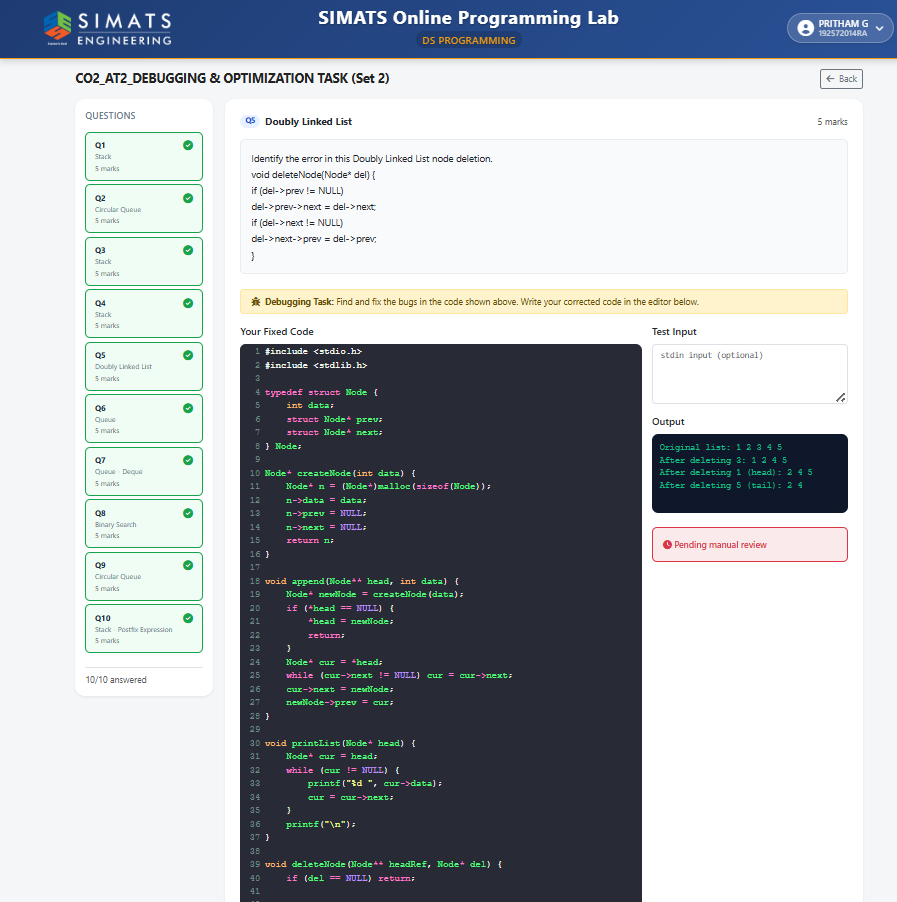 SIMATS
ENGINEERING
SIMATS Online Programming Lab
DS PROGRAMMING
PRITHAM G
192572014RA
CO2_AT2_DEBUGGING & OPTIMIZATION TASK (Set 2)
← Back
QUESTIONS
Q1
Stack
5 marks
Q2
Circular Queue
5 marks
Q3
Stack
5 marks
Q4
Stack
5 marks
Q5
Doubly Linked List
5 marks
Q6
Queue
5 marks
Q7
Queue · Deque
5 marks
Q8
Binary Search
5 marks
Q9
Circular Queue
5 marks
Q10
Stack · Postfix Expression
5 marks
10/10 answered
Q5 Doubly Linked List
5 marks
Identify the error in this Doubly Linked List node deletion.
void deleteNode(Node* del) {
if (del->prev != NULL)
del->prev->next = del->next;
if (del->next != NULL)
del->next->prev = del->prev;
}
Debugging Task: Find and fix the bugs in the code shown above. Write your corrected code in the editor below.
Your Fixed Code
1 #include <stdio.h>
2 #include <stdlib.h>
3
4 typedef struct Node {
5     int data;
6     struct Node* prev;
7     struct Node* next;
8 } Node;
9
10 Node* createNode(int data) {
11     Node* n = (Node*)malloc(sizeof(Node));
12     n->data = data;
13     n->prev = NULL;
14     n->next = NULL;
15     return n;
16 }
17
18 void append(Node** head, int data) {
19     Node* newNode = createNode(data);
20     if (*head == NULL) {
21         *head = newNode;
22         return;
23     }
24     Node* cur = *head;
25     while (cur->next != NULL) cur = cur->next;
26     cur->next = newNode;
27     newNode->prev = cur;
28 }
29
30 void printList(Node* head) {
31     Node* cur = head;
32     while (cur != NULL) {
33         printf("%d ", cur->data);
34         cur = cur->next;
35     }
36     printf("\n");
37 }
38
39 void deleteNode(Node** headRef, Node* del) {
40     if (del == NULL) return;
41
Test Input
stdin input (optional)
Output
Original list: 1 2 3 4 5
After deleting 3: 1 2 4 5
After deleting 1 (head): 2 4 5
After deleting 5 (tail): 2 4
Pending manual review